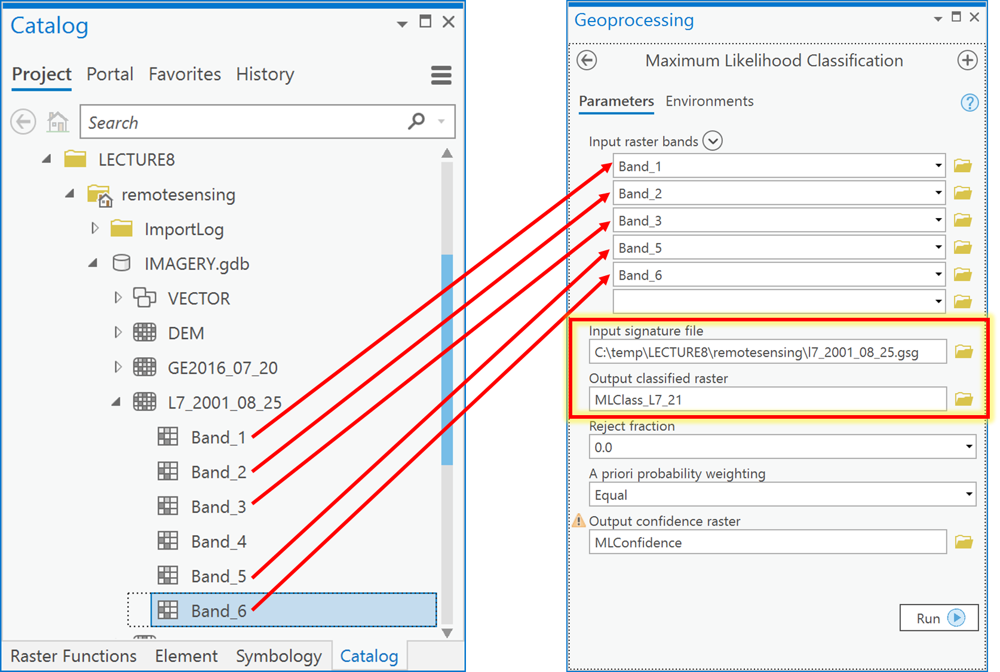 Catalog
Project Portal Favorites History
Search
LECTURE8
remotesensing
ImportLog
IMAGERY.gdb
VECTOR
DEM
GE2016_07_20
L7_2001_08_25
Band_1
Band_2
Band_3
Band_4
Band_5
Band_6
Raster Functions Element Symbology Catalog
Geoprocessing
Maximum Likelihood Classification
Parameters Environments
?
Input raster bands
Band_1
Band_2
Band_3
Band_5
Band_6
Input signature file
C:\temp\LECTURE8\remotesensing\l7_2001_08_25.gsg
Output classified raster
MLClass_L7_21
Reject fraction
0.0
A priori probability weighting
Equal
Output confidence raster
MLConfidence
Run